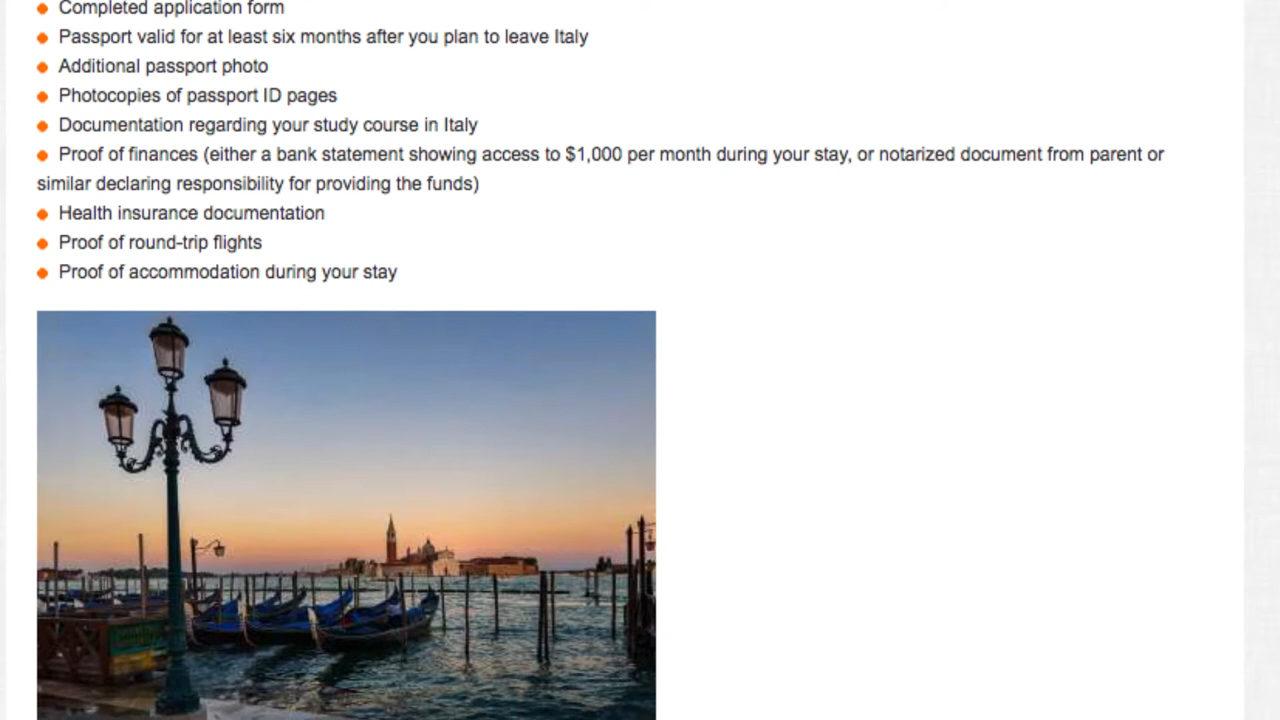 Completed application form
Passport valid for at least six months after you plan to leave Italy
Additional passport photo
Photocopies of passport ID pages
Documentation regarding your study course in Italy
Proof of finances (either a bank statement showing access to $1,000 per month during your stay, or notarized document from parent or
similar declaring responsibility for providing the funds)
Health insurance documentation
Proof of round-trip flights
Proof of accommodation during your stay